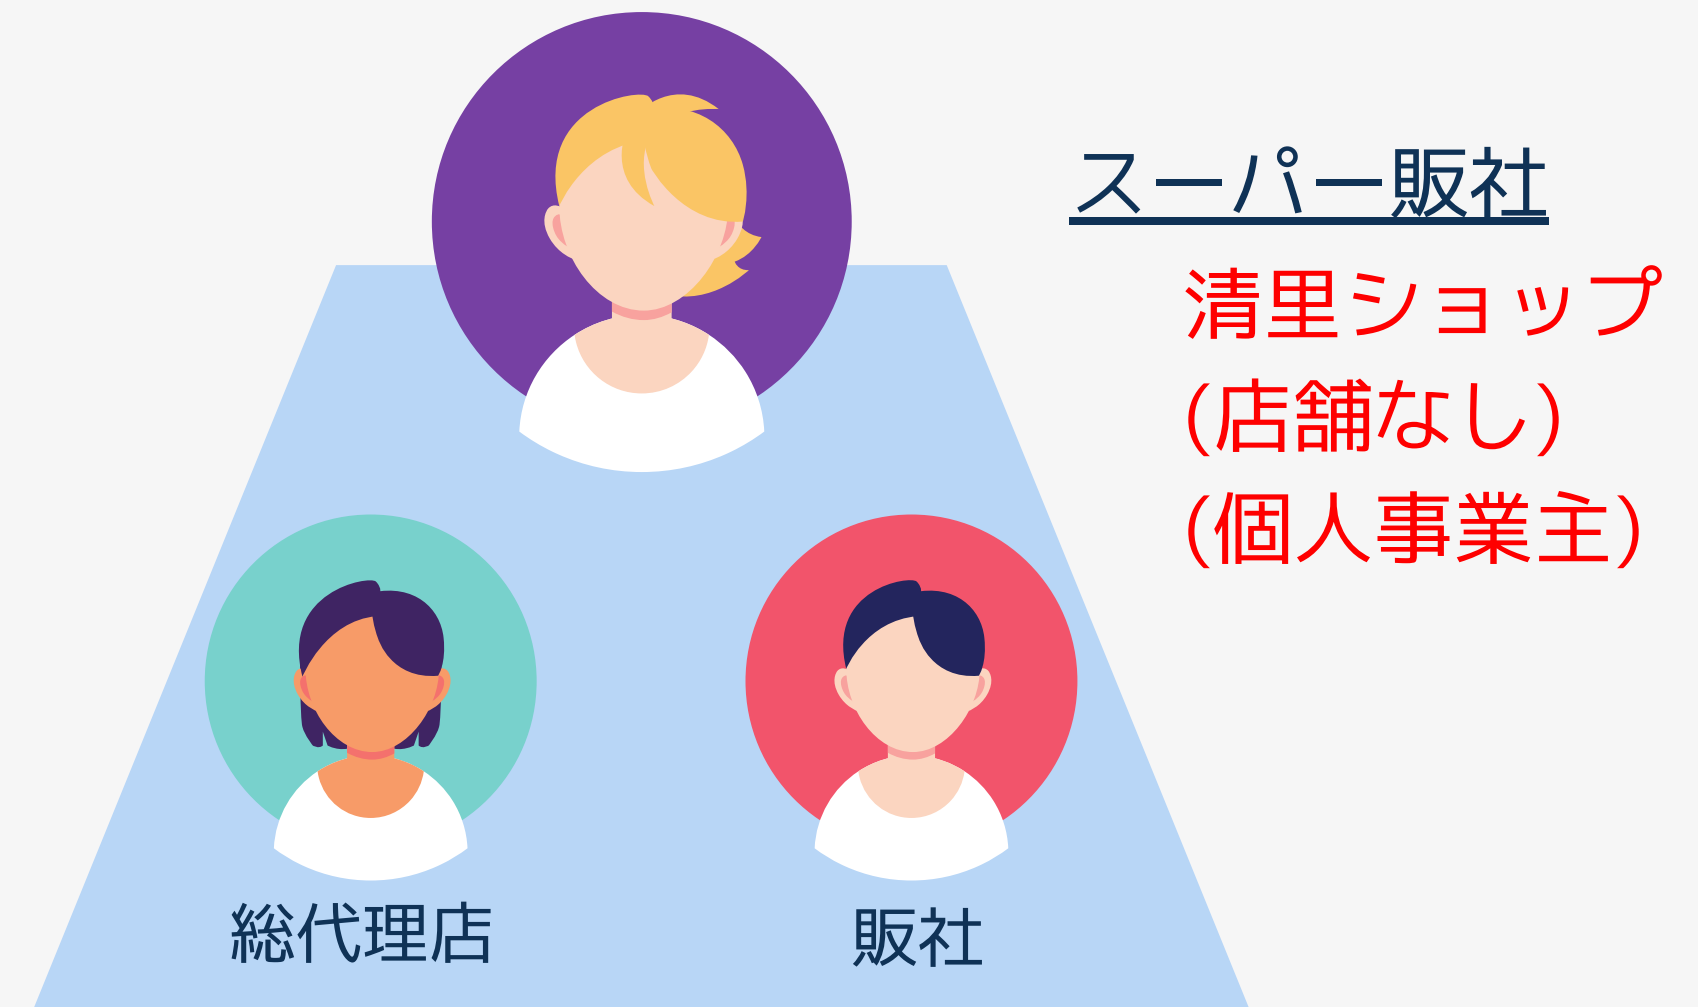 スーパー販社
清里ショップ
(店舗なし)
(個人事業主)
総代理店
販社